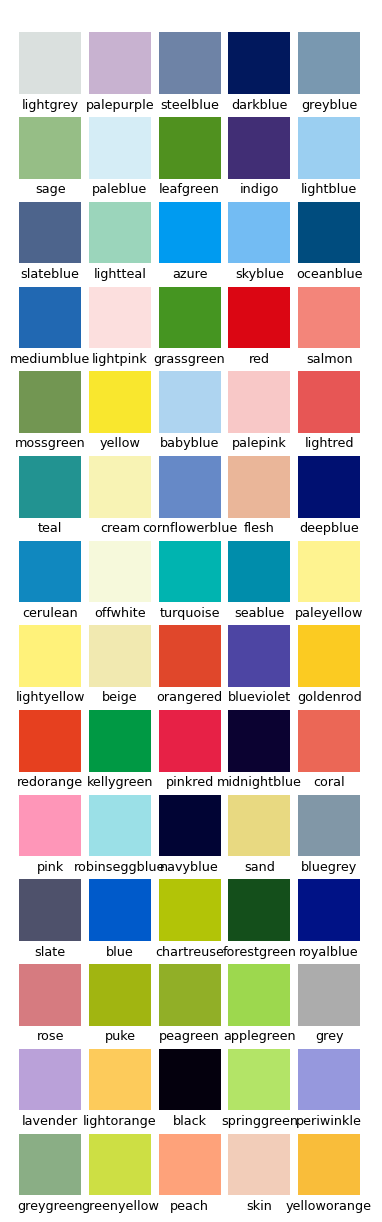 lightgrey palepurple steelblue darkblue greyblue
sage paleblue leafgreen indigo lightblue
slateblue lightteal azure skyblue oceanblue
mediumblue lightpink grassgreen red salmon
mossgreen yellow babyblue palepink lightred
teal cream cornflowerblue flesh deepblue
cerulean offwhite turquoise seablue paleyellow
lightyellow beige orangered blueviolet goldenrod
redorange kellygreen pinkred midnightblue coral
pink robinseggblue navyblue sand bluegrey
slate blue chartreuse forestgreen royalblue
rose puke peagreen applegreen grey
lavender lightorange black springgreen periwinkle
greygreen greenyellow peach skin yelloworange